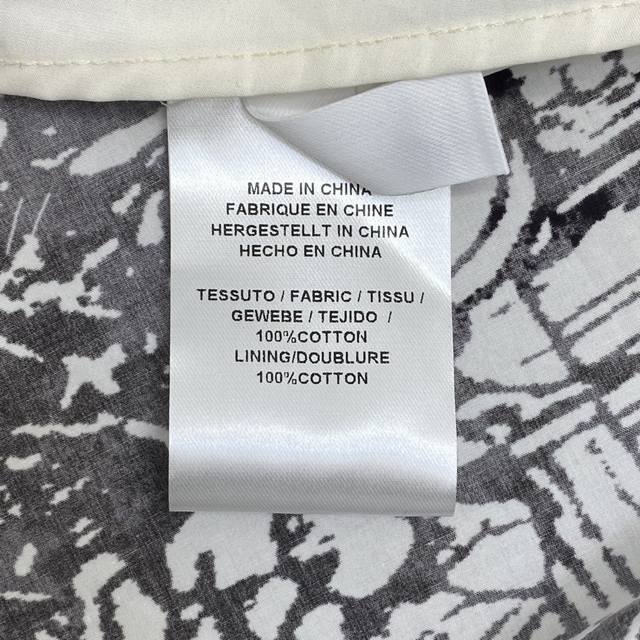 MADE IN CHINA
FABRIQUE EN CHINE
HERGESTELLT IN CHINA
HECHO EN CHINA
TESSUTO / FABRIC / TISSU /
GEWEBE / TEJIDO /
100%COTTON
LINING/DOUBLURE
100%COTTON